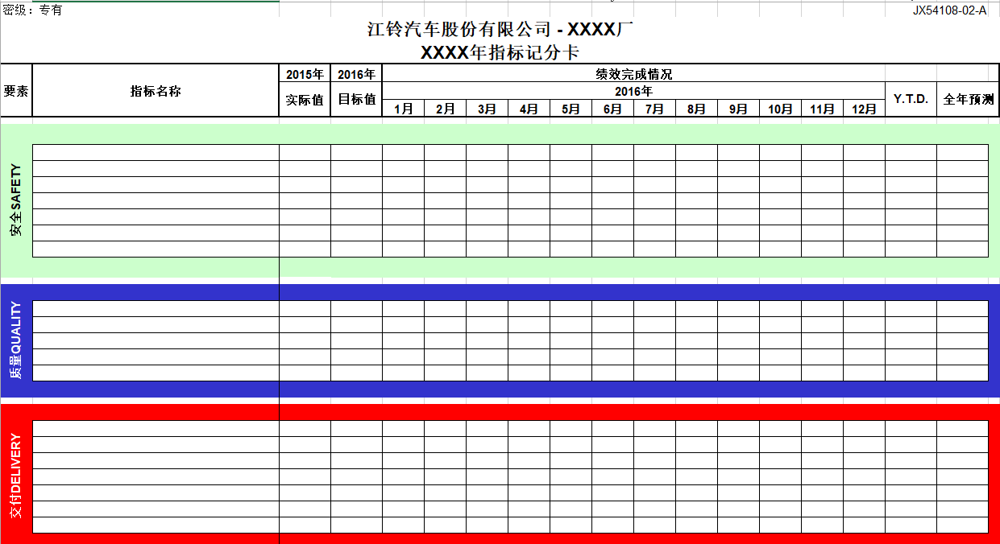 密级：专有
JX54108-02-A
江铃汽车股份有限公司 - XXXX厂
XXXX年指标记分卡
要素
指标名称
2015年
实际值
2016年
目标值
绩效完成情况
2016年
1月 2月 3月 4月 5月 6月 7月 8月 9月 10月 11月 12月
Y.T.D.
全年预测
安全SAFETY
质量QUALITY
交付DELIVERY